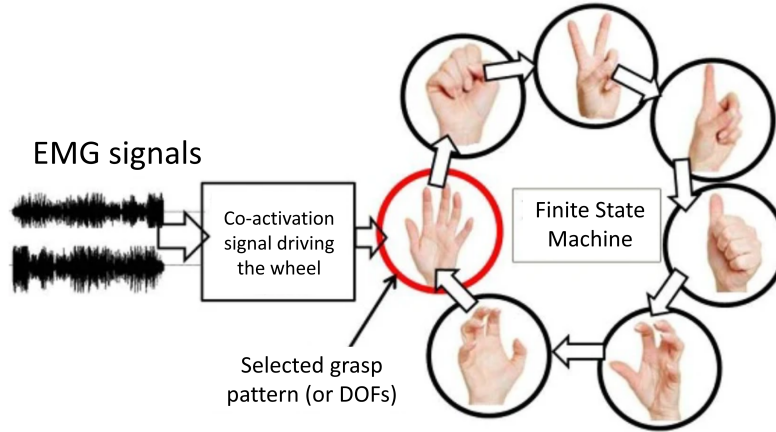 EMG signals
Co-activation
signal driving
the wheel
Finite State
Machine
Selected grasp
pattern (or DOFs)